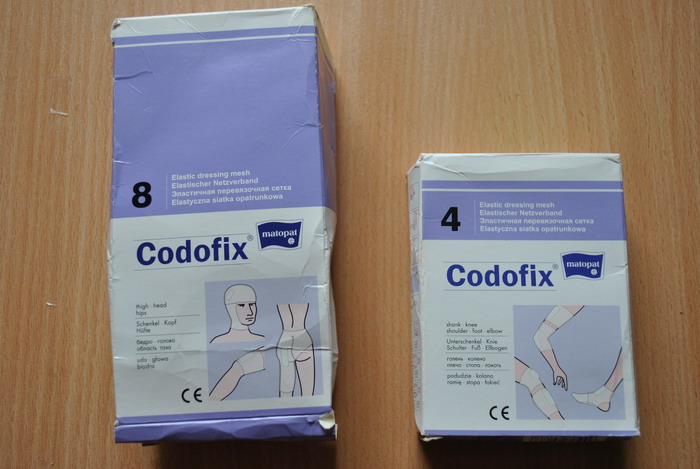 8
Elastic dressing mesh
Elastischer Netzverband
Эластичная перевязочная сетка
Elastyczna siatka opatrunkowa
Codofix®
matopat
thigh · head
hips
Schenkel · Kopf
Hüfte
бедро · голова
область таза
udo · głowa
biodra
CE
4
Elastic dressing mesh
Elastischer Netzverband
Эластичная перевязочная сетка
Elastyczna siatka opatrunkowa
Codofix®
matopat
shank · knee
shoulder · foot · elbow
Unterschenkel · Knie
Schulter · Fuß · Ellbogen
голень · колено
плечо · стопа · локоть
podudzie · kolano
ramię · stopa · łokieć
CE